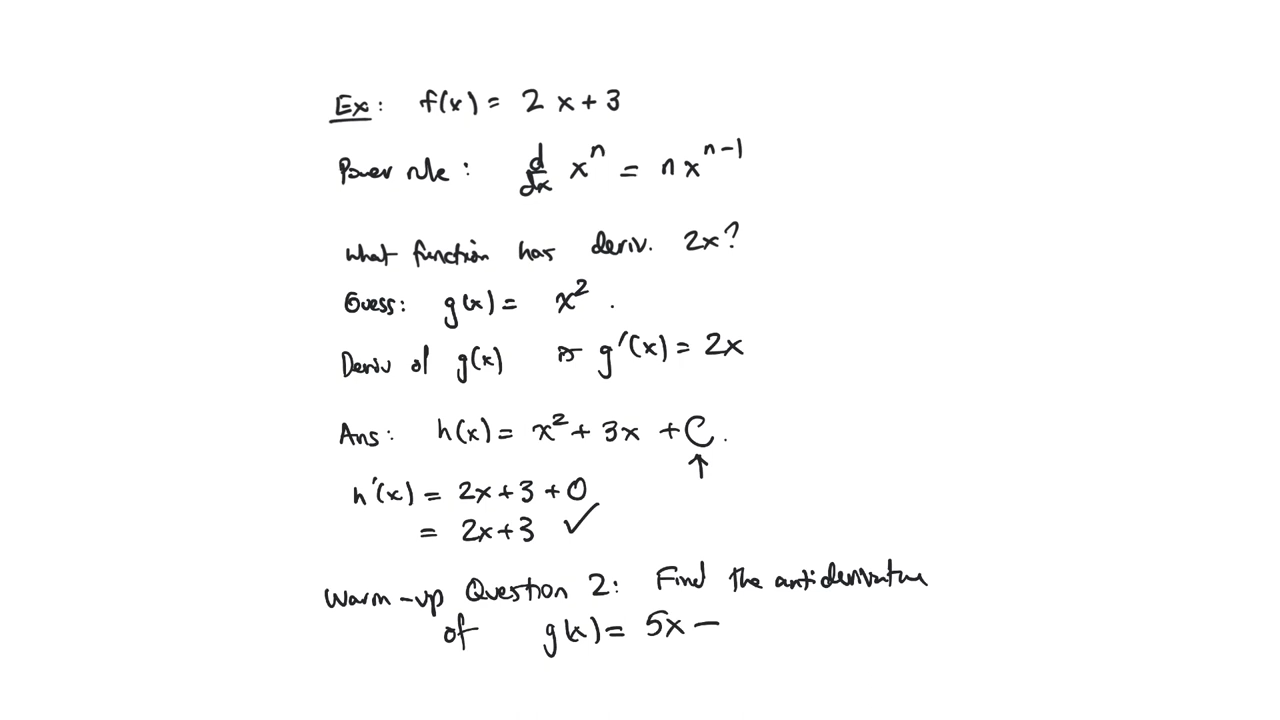 Ex: f(x) = 2x + 3
Power rule: d/dx x^n = n x^{n-1}
What function has deriv. 2x?
Guess: g(x) = x^2.
Deriv of g(x) is g'(x) = 2x
Ans: h(x) = x^2 + 3x + C.
↑
h'(x) = 2x + 3 + 0
= 2x + 3 ✓
Warm-up Question 2: Find the antiderivative
of g(x) = 5x −